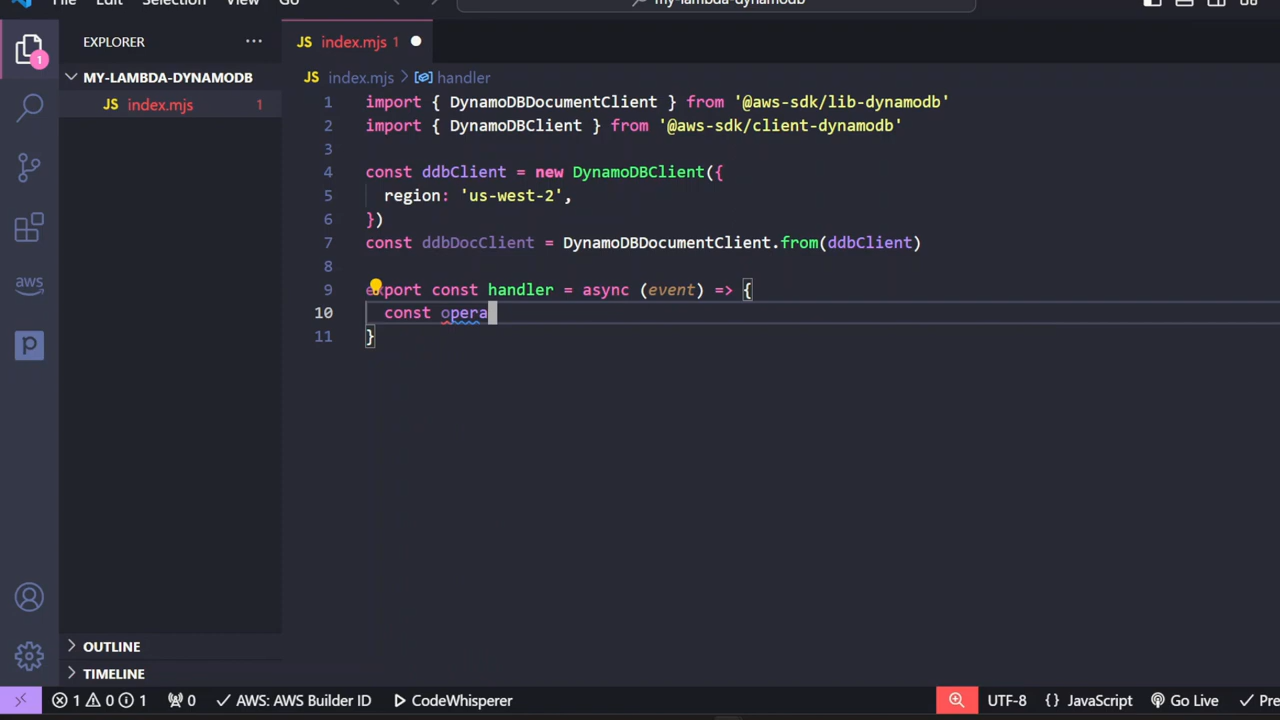 File Edit Selection View Go
my-lambda-dynamodb
EXPLORER
JS index.mjs 1
MY-LAMBDA-DYNAMODB
JS index.mjs 1
JS index.mjs > handler
1 import { DynamoDBDocumentClient } from '@aws-sdk/lib-dynamodb'
2 import { DynamoDBClient } from '@aws-sdk/client-dynamodb'
3
4 const ddbClient = new DynamoDBClient({
5 region: 'us-west-2',
6 })
7 const ddbDocClient = DynamoDBDocumentClient.from(ddbClient)
8
9 export const handler = async (event) => {
10 const opera
11 }
1
aws
OUTLINE
TIMELINE
1 0 1 0 AWS: AWS Builder ID CodeWhisperer UTF-8 {} JavaScript Go Live